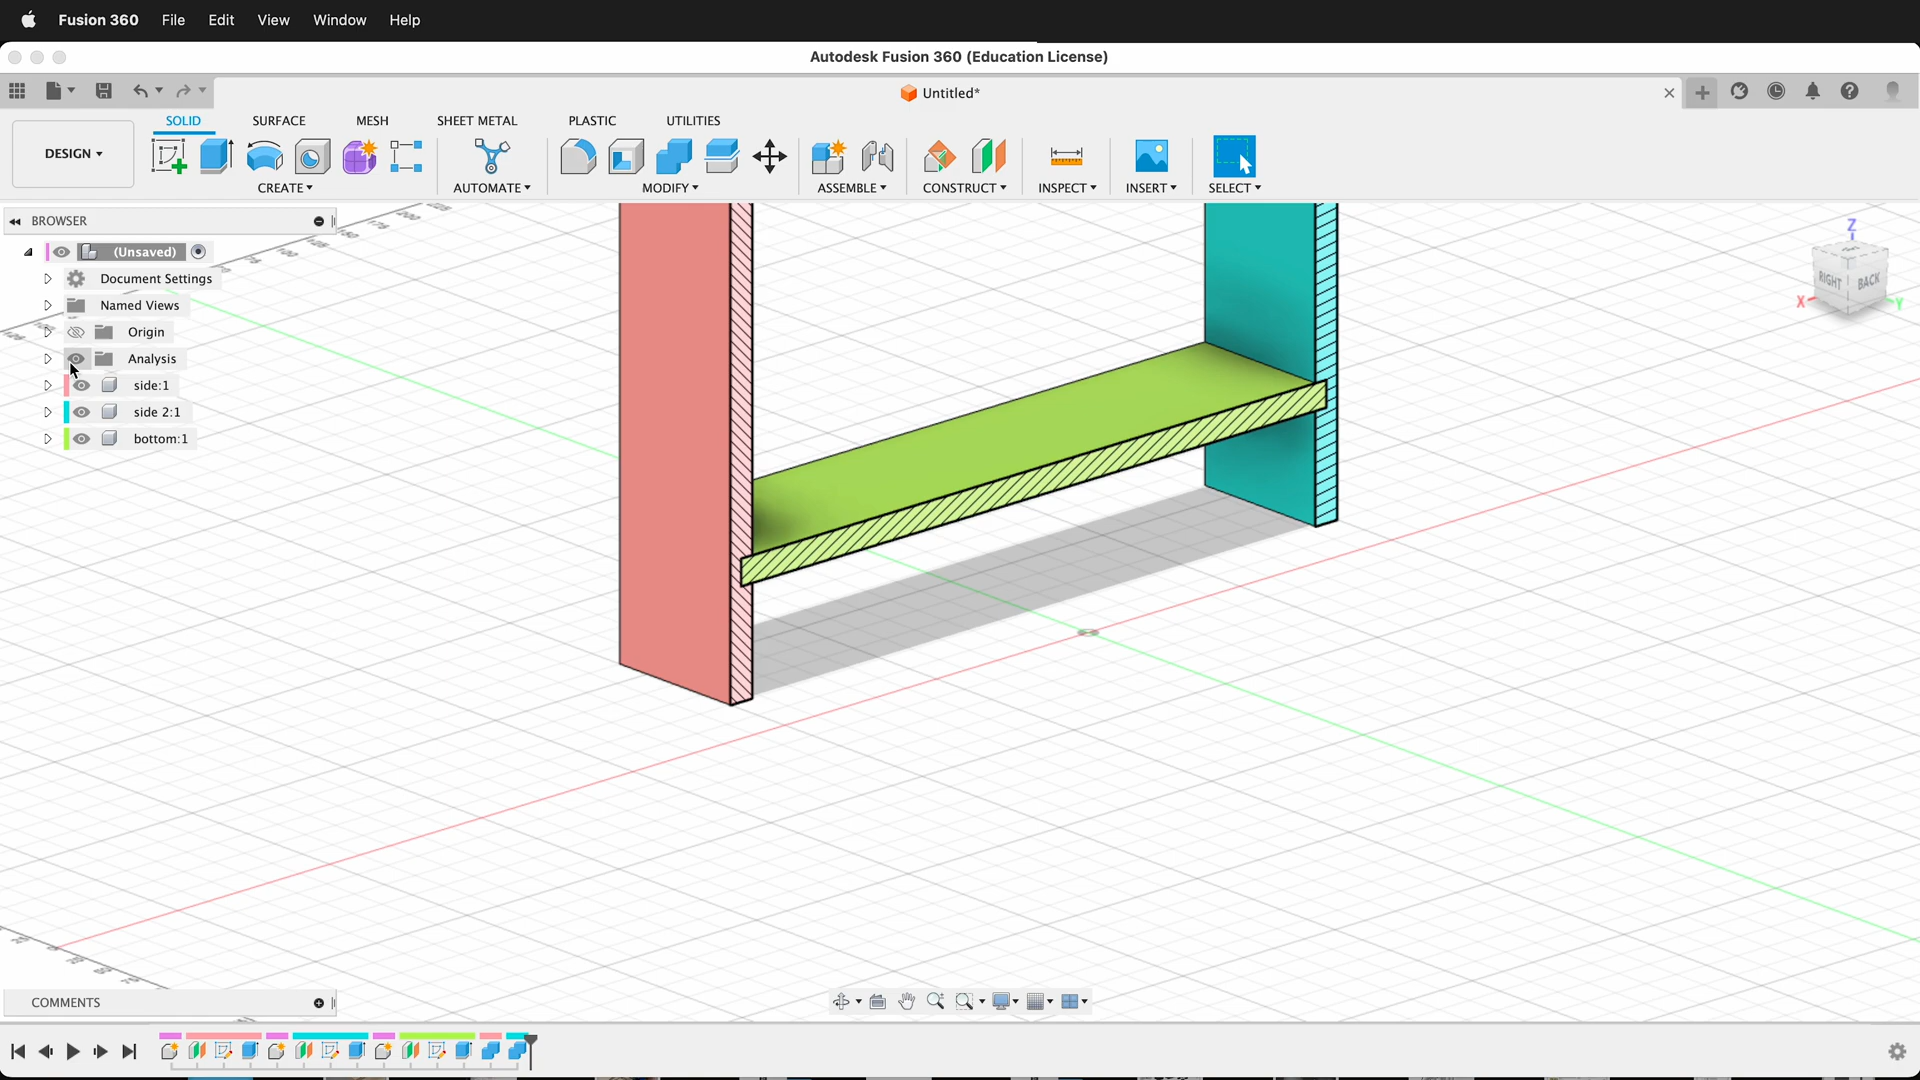 Fusion 360 File Edit View Window Help
Autodesk Fusion 360 (Education License)
Untitled*
SOLID SURFACE MESH SHEET METAL PLASTIC UTILITIES
DESIGN
CREATE AUTOMATE MODIFY ASSEMBLE CONSTRUCT INSPECT INSERT SELECT
BROWSER
(Unsaved)
Document Settings
Named Views
Origin
Analysis
side:1
side 2:1
bottom:1
Z
RIGHT BACK
X Y
COMMENTS